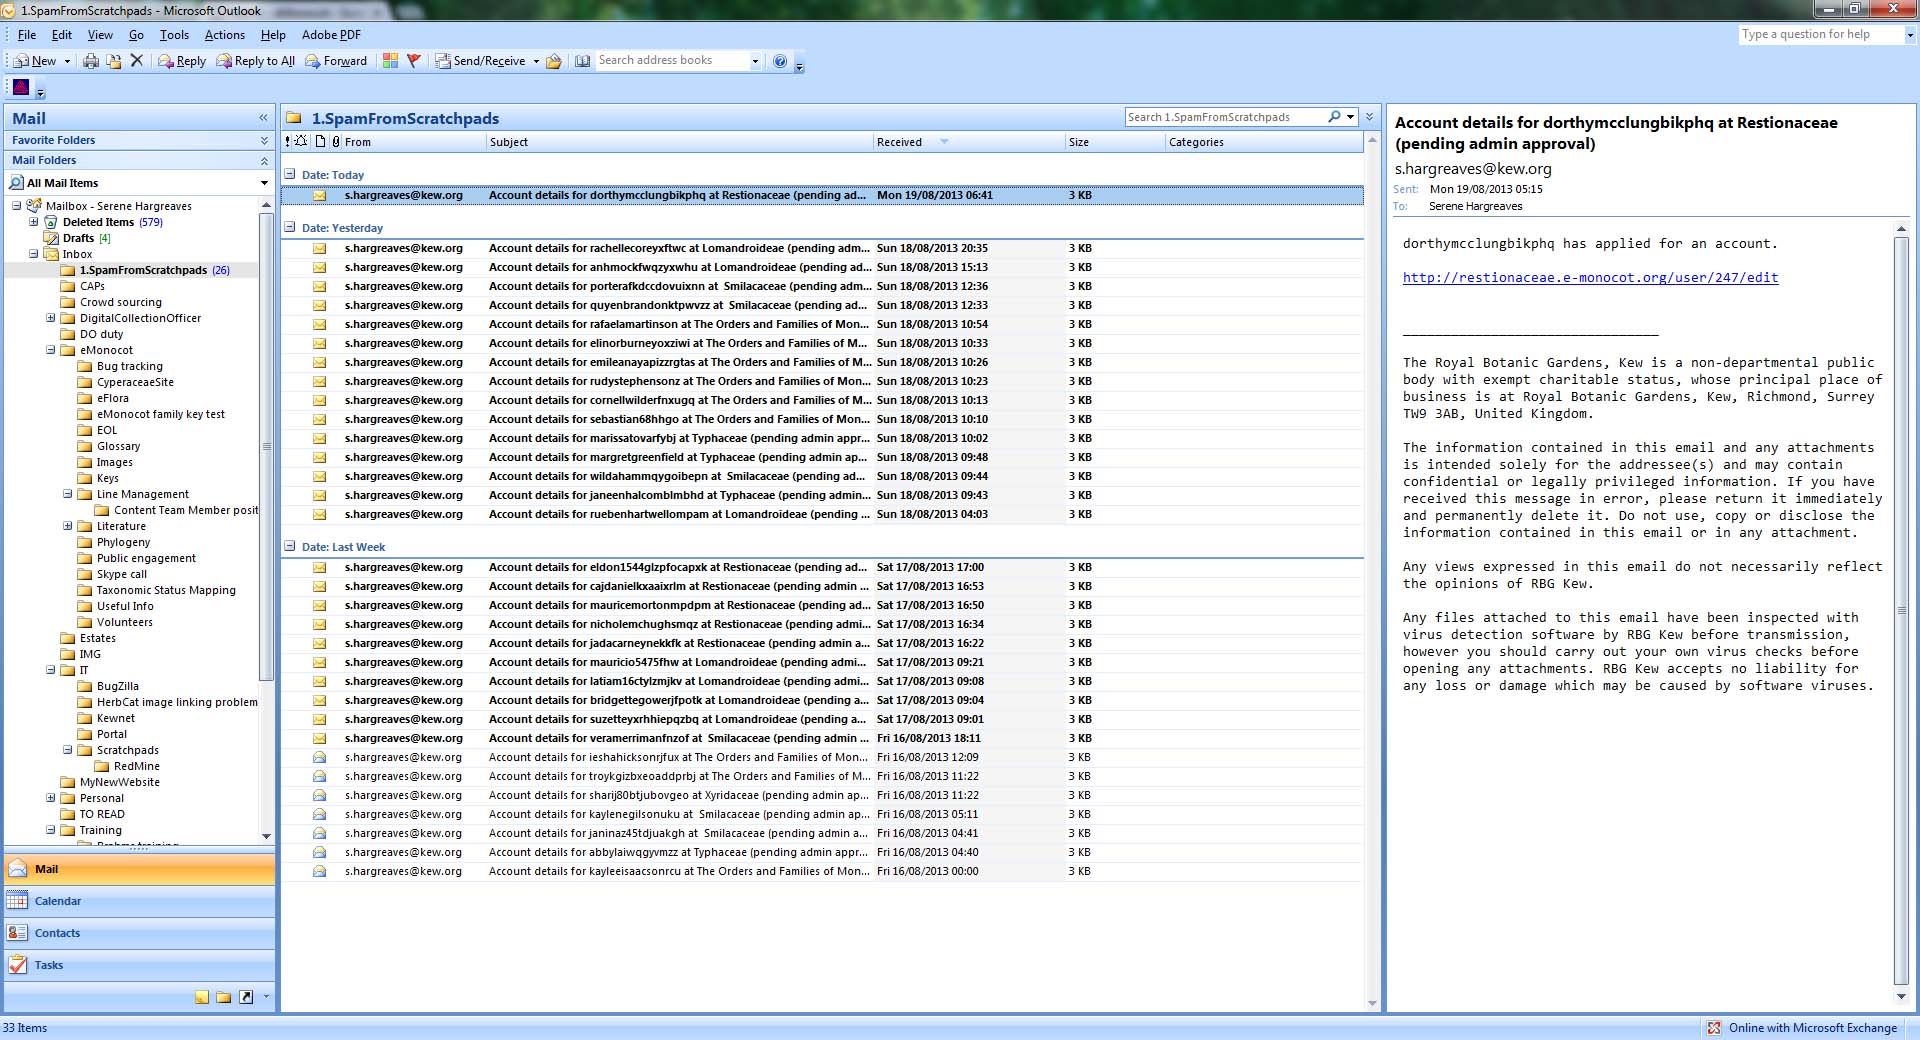 1.SpamFromScratchpads - Microsoft Outlook
File Edit View Go Tools Actions Help Adobe PDF
Type a question for help
New Reply Reply to All Forward Send/Receive Search address books
Mail
Favorite Folders
Mail Folders
All Mail Items
Mailbox - Serene Hargreaves
Deleted Items (579)
Drafts [4]
Inbox
1.SpamFromScratchpads (26)
CAPs
Crowd sourcing
DigitalCollectionOfficer
DO duty
eMonocot
Bug tracking
CyperaceaeSite
eFlora
eMonocot family key test
EOL
Glossary
Images
Keys
Line Management
Content Team Member posit
Literature
Phylogeny
Public engagement
Skype call
Taxonomic Status Mapping
Useful Info
Volunteers
Estates
IMG
IT
BugZilla
HerbCat image linking problem
Kewnet
Portal
Scratchpads
RedMine
MyNewWebsite
Personal
TO READ
Training
Mail
Calendar
Contacts
Tasks
33 Items
1.SpamFromScratchpads
Search 1.SpamFromScratchpads
From Subject Received Size Categories
Date: Today
s.hargreaves@kew.org Account details for dorthymcclungbikphq at Restionaceae (pending ad... Mon 19/08/2013 06:41 3 KB
Date: Yesterday
s.hargreaves@kew.org Account details for rachellecoreyxftwc at Lomandroideae (pending adm... Sun 18/08/2013 20:35 3 KB
s.hargreaves@kew.org Account details for anhmockfwqzyxwhu at Lomandroideae (pending ad... Sun 18/08/2013 15:13 3 KB
s.hargreaves@kew.org Account details for porterafkdccdovuixnn at  Smilacaceae (pending adm... Sun 18/08/2013 12:36 3 KB
s.hargreaves@kew.org Account details for quyenbrandonktpwvzz at  Smilacaceae (pending ad... Sun 18/08/2013 12:33 3 KB
s.hargreaves@kew.org Account details for rafaelamartinson at The Orders and Families of Mon... Sun 18/08/2013 10:54 3 KB
s.hargreaves@kew.org Account details for elinorburneyoxziwi at The Orders and Families of M... Sun 18/08/2013 10:33 3 KB
s.hargreaves@kew.org Account details for emileanayapizzrgtas at The Orders and Families of M... Sun 18/08/2013 10:26 3 KB
s.hargreaves@kew.org Account details for rudystephensonz at The Orders and Families of Mon... Sun 18/08/2013 10:23 3 KB
s.hargreaves@kew.org Account details for cornellwilderfnxugq at The Orders and Families of M... Sun 18/08/2013 10:13 3 KB
s.hargreaves@kew.org Account details for sebastian68hhgo at The Orders and Families of Mon... Sun 18/08/2013 10:10 3 KB
s.hargreaves@kew.org Account details for marissatovarfybj at Typhaceae (pending admin appr... Sun 18/08/2013 10:02 3 KB
s.hargreaves@kew.org Account details for margretgreenfield at Typhaceae (pending admin ap... Sun 18/08/2013 09:48 3 KB
s.hargreaves@kew.org Account details for wildahammqygoibepn at  Smilacaceae (pending ad... Sun 18/08/2013 09:44 3 KB
s.hargreaves@kew.org Account details for janeenhalcomblmbhd at Typhaceae (pending admin... Sun 18/08/2013 09:43 3 KB
s.hargreaves@kew.org Account details for ruebenhartwellompam at Lomandroideae (pending ... Sun 18/08/2013 04:03 3 KB
Date: Last Week
s.hargreaves@kew.org Account details for eldon1544glzpfocapxk at Restionaceae (pending ad... Sat 17/08/2013 17:00 3 KB
s.hargreaves@kew.org Account details for cajdanielkxaaixrlm at Restionaceae (pending admin ... Sat 17/08/2013 16:53 3 KB
s.hargreaves@kew.org Account details for mauricemortonmpdpm at Restionaceae (pending ad... Sat 17/08/2013 16:50 3 KB
s.hargreaves@kew.org Account details for nicholemchughsmqz at Restionaceae (pending admi... Sat 17/08/2013 16:34 3 KB
s.hargreaves@kew.org Account details for jadacarneynekkfk at Restionaceae (pending admin a... Sat 17/08/2013 16:22 3 KB
s.hargreaves@kew.org Account details for mauricio5475fhw at Lomandroideae (pending admi... Sat 17/08/2013 09:21 3 KB
s.hargreaves@kew.org Account details for latiam16ctylzmjkv at Lomandroideae (pending admi... Sat 17/08/2013 09:08 3 KB
s.hargreaves@kew.org Account details for bridgettegowerjfpotk at Lomandroideae (pending a... Sat 17/08/2013 09:04 3 KB
s.hargreaves@kew.org Account details for suzetteyxrhhiepqzbq at Lomandroideae (pending a... Sat 17/08/2013 09:01 3 KB
s.hargreaves@kew.org Account details for veramerrimanfnzof at  Smilacaceae (pending admin ... Fri 16/08/2013 18:11 3 KB
s.hargreaves@kew.org Account details for ieshahicksonrjfux at The Orders and Families of Mon... Fri 16/08/2013 12:09 3 KB
s.hargreaves@kew.org Account details for troykgizbxeoaddprbj at The Orders and Families of M... Fri 16/08/2013 11:22 3 KB
s.hargreaves@kew.org Account details for sharij80btjubovgeo at Xyridaceae (pending admin ap... Fri 16/08/2013 11:22 3 KB
s.hargreaves@kew.org Account details for kaylenegilsonuku at  Smilacaceae (pending admin ap... Fri 16/08/2013 05:11 3 KB
s.hargreaves@kew.org Account details for janinaz45tdjuakgh at  Smilacaceae (pending admin a... Fri 16/08/2013 04:41 3 KB
s.hargreaves@kew.org Account details for abbylaiwqgyvmzz at Typhaceae (pending admin appr... Fri 16/08/2013 04:40 3 KB
s.hargreaves@kew.org Account details for kayleeisaacsonrcu at The Orders and Families of Mon... Fri 16/08/2013 00:00 3 KB
Account details for dorthymcclungbikphq at Restionaceae
(pending admin approval)
s.hargreaves@kew.org
Sent: Mon 19/08/2013 05:15
To: Serene Hargreaves
dorthymcclungbikphq has applied for an account.
http://restionaceae.e-monocot.org/user/247/edit
________________________________
The Royal Botanic Gardens, Kew is a non-departmental public
body with exempt charitable status, whose principal place of
business is at Royal Botanic Gardens, Kew, Richmond, Surrey
TW9 3AB, United Kingdom.
The information contained in this email and any attachments
is intended solely for the addressee(s) and may contain
confidential or legally privileged information. If you have
received this message in error, please return it immediately
and permanently delete it. Do not use, copy or disclose the
information contained in this email or in any attachment.
Any views expressed in this email do not necessarily reflect
the opinions of RBG Kew.
Any files attached to this email have been inspected with
virus detection software by RBG Kew before transmission,
however you should carry out your own virus checks before
opening any attachments. RBG Kew accepts no liability for
any loss or damage which may be caused by software viruses.
Online with Microsoft Exchange